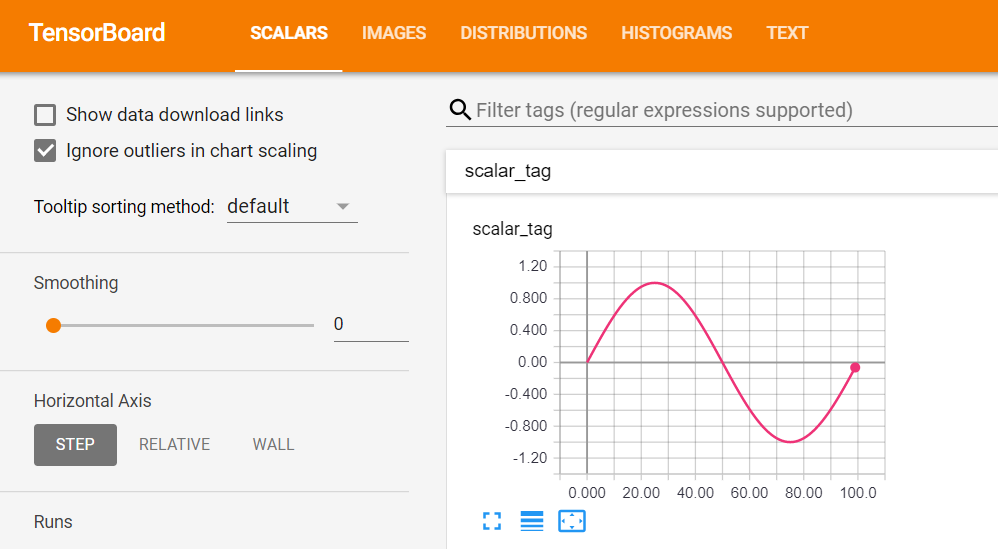 TensorBoard SCALARS IMAGES DISTRIBUTIONS HISTOGRAMS TEXT
Show data download links
Ignore outliers in chart scaling
Tooltip sorting method: default
Smoothing
0
Horizontal Axis
STEP RELATIVE WALL
Runs
Filter tags (regular expressions supported)
scalar_tag
scalar_tag
1.20
0.800
0.400
0.00
-0.400
-0.800
-1.20
0.000 20.00 40.00 60.00 80.00 100.0